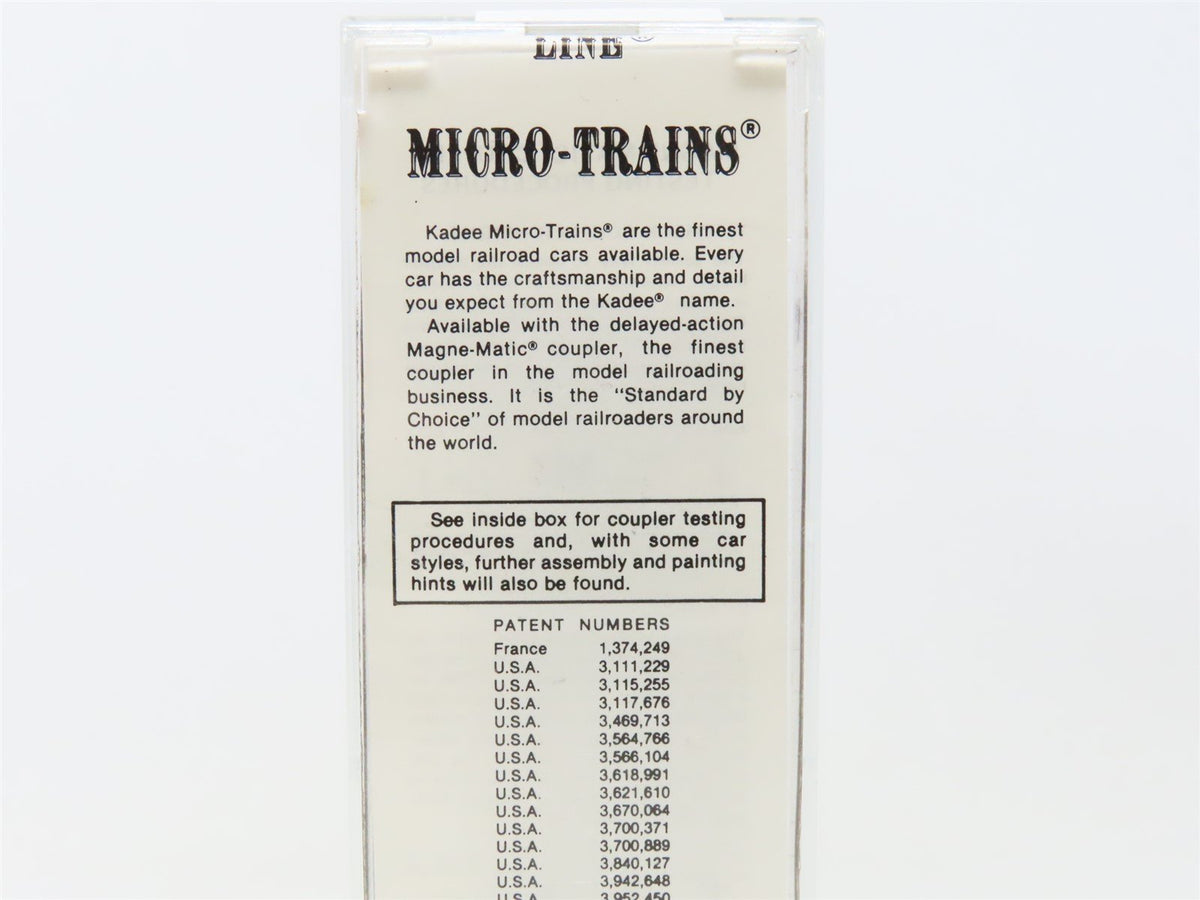 LINE®
MICRO-TRAINS®
Kadee Micro-Trains® are the finest
model railroad cars available. Every
car has the craftsmanship and detail
you expect from the Kadee® name.
Available with the delayed-action
Magne-Matic® coupler, the finest
coupler in the model railroading
business. It is the "Standard by
Choice" of model railroaders around
the world.
See inside box for coupler testing
procedures and, with some car
styles, further assembly and painting
hints will also be found.
PATENT NUMBERS
France 1,374,249
U.S.A. 3,111,229
U.S.A. 3,115,255
U.S.A. 3,117,676
U.S.A. 3,469,713
U.S.A. 3,564,766
U.S.A. 3,566,104
U.S.A. 3,618,991
U.S.A. 3,621,610
U.S.A. 3,670,064
U.S.A. 3,700,371
U.S.A. 3,700,889
U.S.A. 3,840,127
U.S.A. 3,942,648
U.S.A. 3,952,450